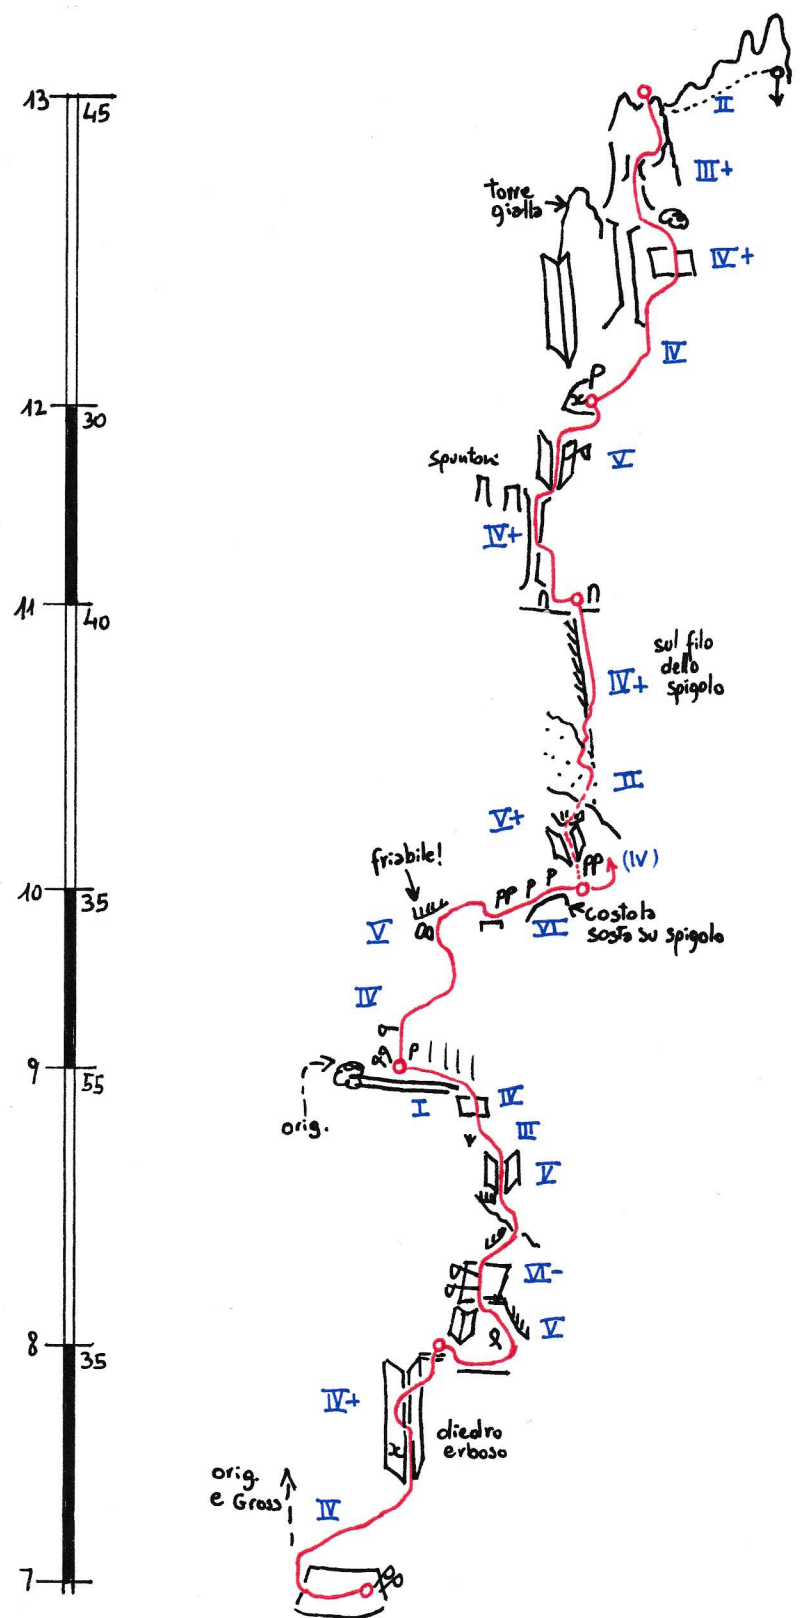 13
45
II
III+
Torre
gialla
IV+
IV
P
x
12
30
V
spuntoni
IV+
11
40
sul filo
dello
spigolo
IV+
II
V+
friabile!
(IV)
PP
10
35
PP P P
V
VI
costola
sosta su spigolo
IV
P
9
55
orig.
I
IV
III
V
VI-
V
8
35
IV+
x
diedro
erboso
orig.
e Gross
IV
7